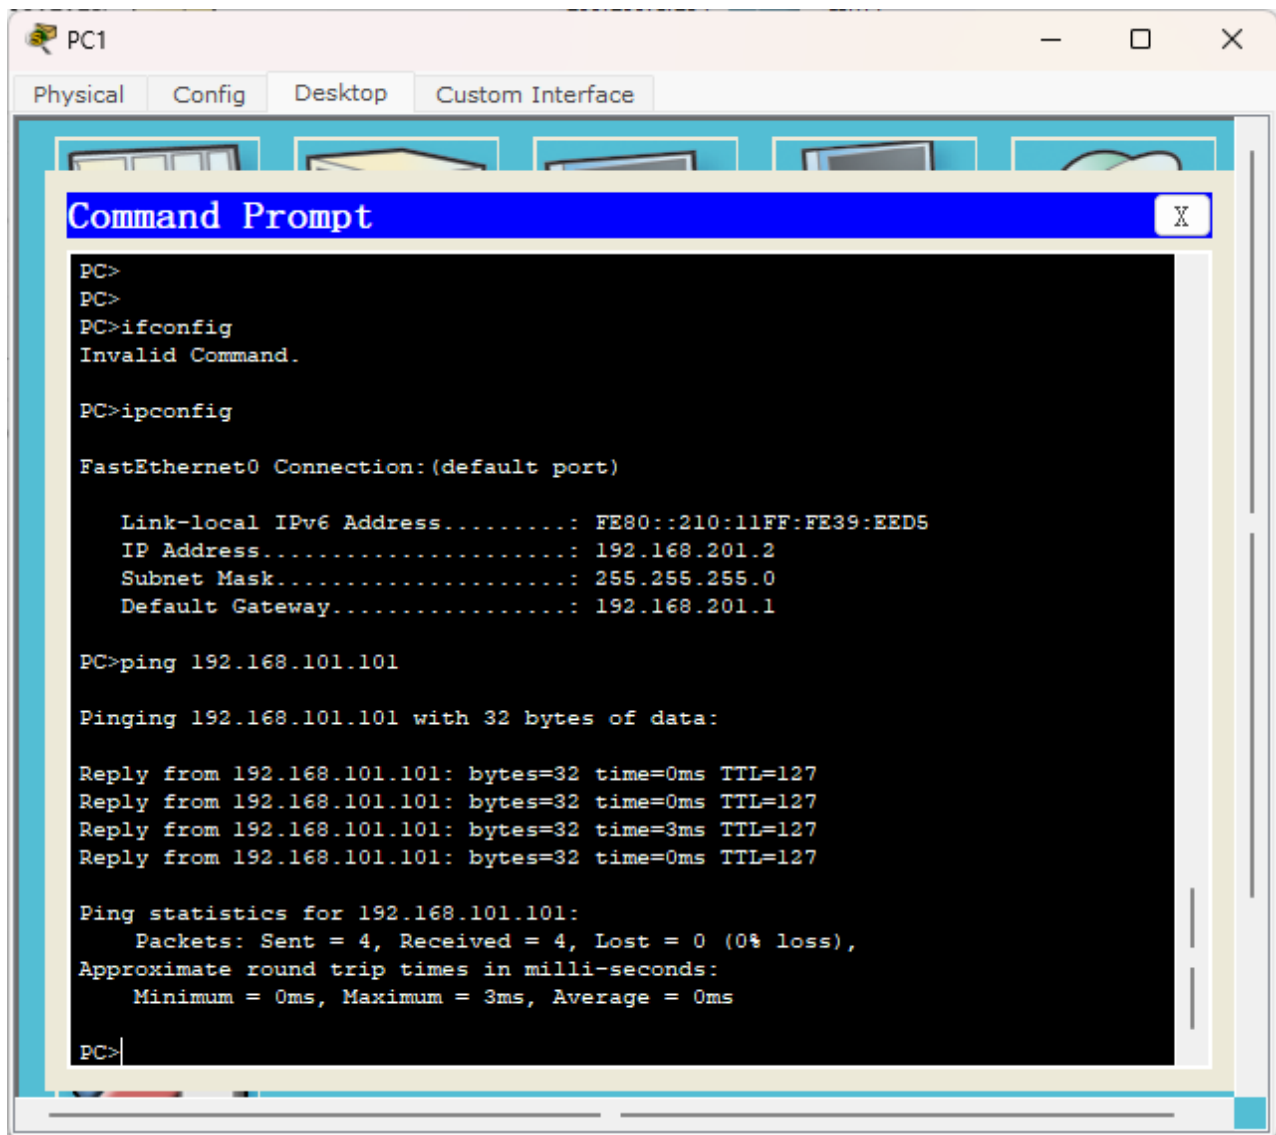 PC1
Physical Config Desktop Custom Interface
Command Prompt X
PC>
PC>
PC>ifconfig
Invalid Command.
PC>ipconfig
FastEthernet0 Connection:(default port)
Link-local IPv6 Address.........: FE80::210:11FF:FE39:EED5
IP Address......................: 192.168.201.2
Subnet Mask.....................: 255.255.255.0
Default Gateway.................: 192.168.201.1
PC>ping 192.168.101.101
Pinging 192.168.101.101 with 32 bytes of data:
Reply from 192.168.101.101: bytes=32 time=0ms TTL=127
Reply from 192.168.101.101: bytes=32 time=0ms TTL=127
Reply from 192.168.101.101: bytes=32 time=3ms TTL=127
Reply from 192.168.101.101: bytes=32 time=0ms TTL=127
Ping statistics for 192.168.101.101:
Packets: Sent = 4, Received = 4, Lost = 0 (0% loss),
Approximate round trip times in milli-seconds:
Minimum = 0ms, Maximum = 3ms, Average = 0ms
PC>